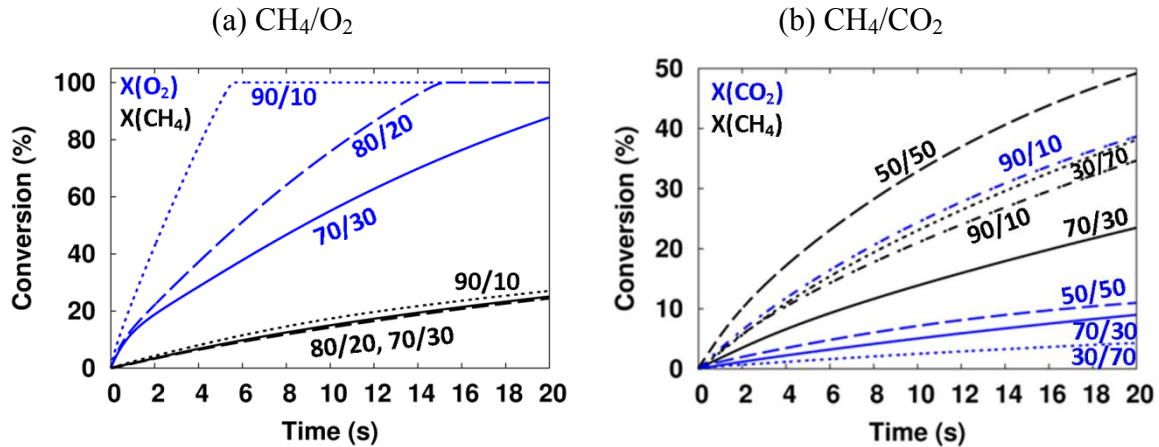 (a) CH₄/O₂
100
80
60
40
20
0
Conversion (%)
X(O₂)
X(CH₄)
90/10
80/20
70/30
90/10
80/20, 70/30
0 2 4 6 8 10 12 14 16 18 20
Time (s)
(b) CH₄/CO₂
50
40
30
20
10
0
Conversion (%)
X(CO₂)
X(CH₄)
50/50
90/10
30/70
90/10
70/30
50/50
70/30
30/70
0 2 4 6 8 10 12 14 16 18 20
Time (s)